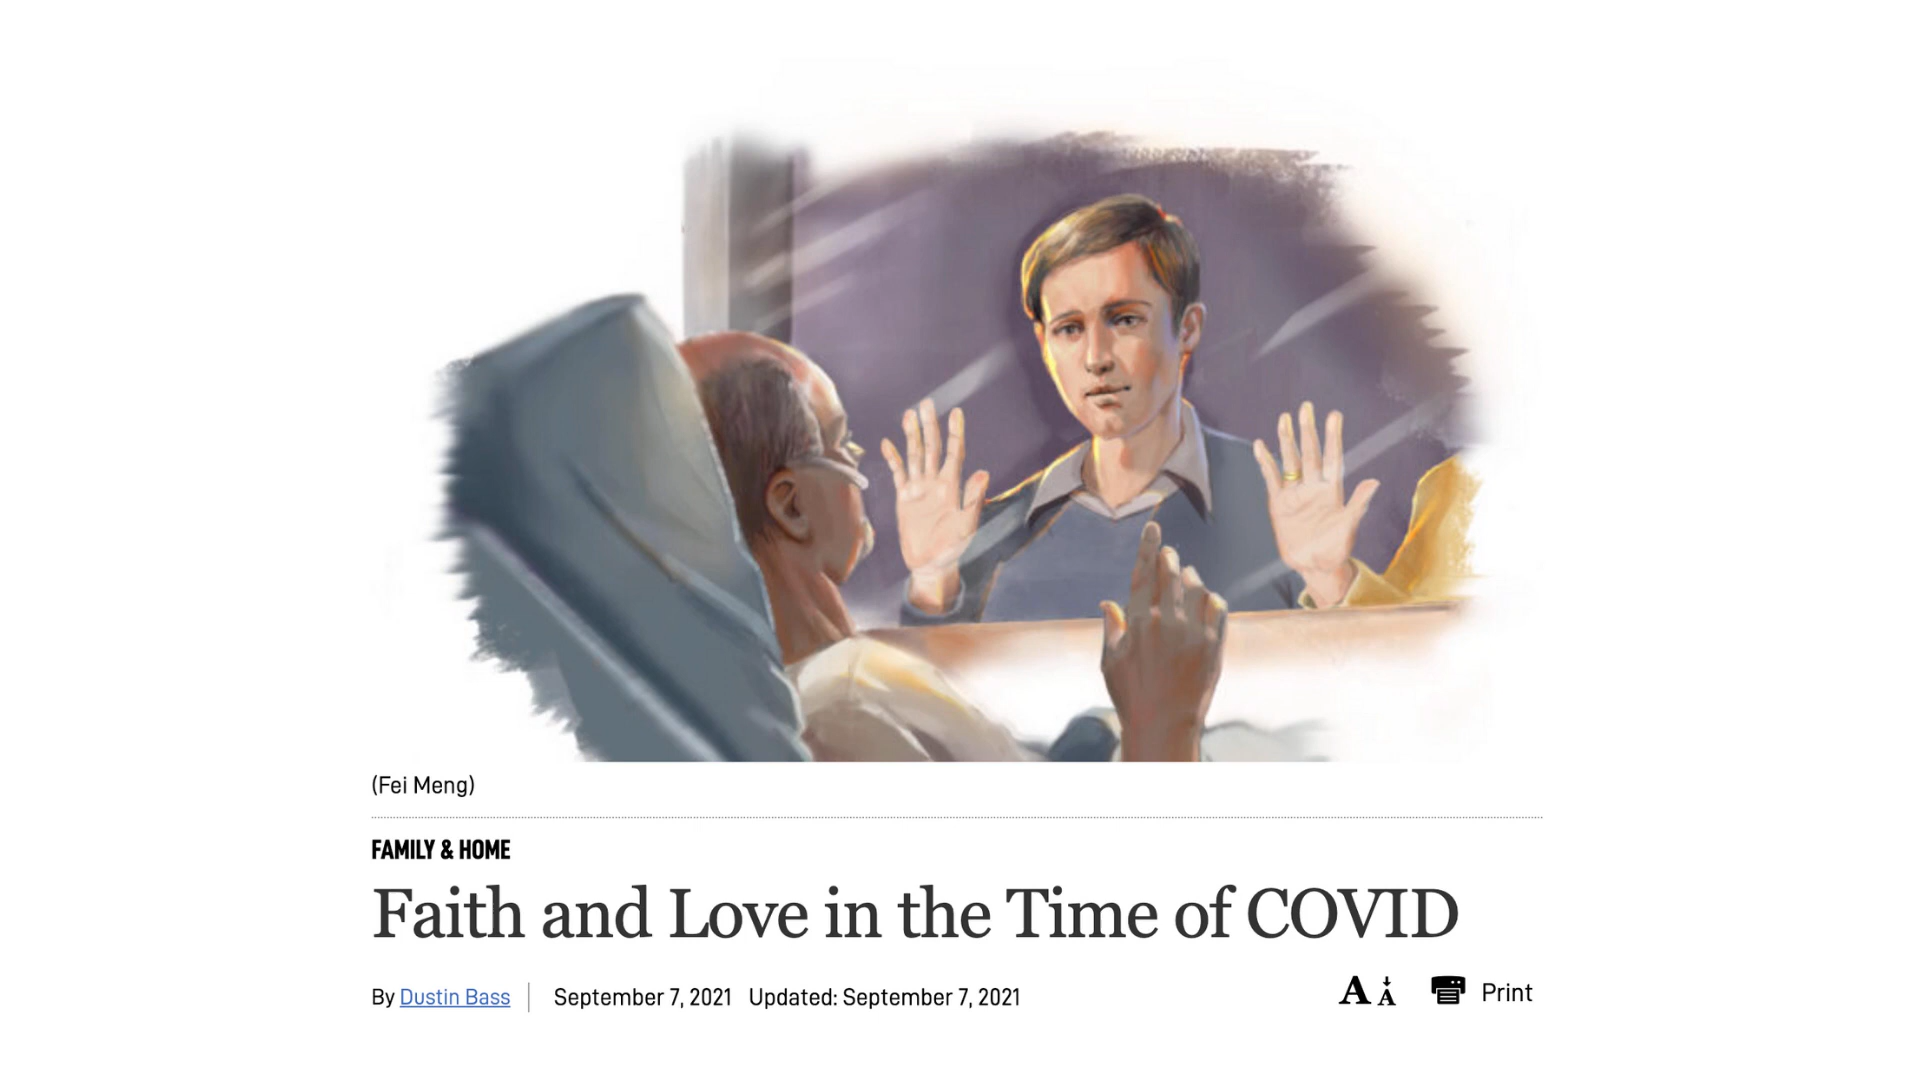 (Fei Meng)
FAMILY & HOME
Faith and Love in the Time of COVID
By Dustin Bass | September 7, 2021 Updated: September 7, 2021
A A Print